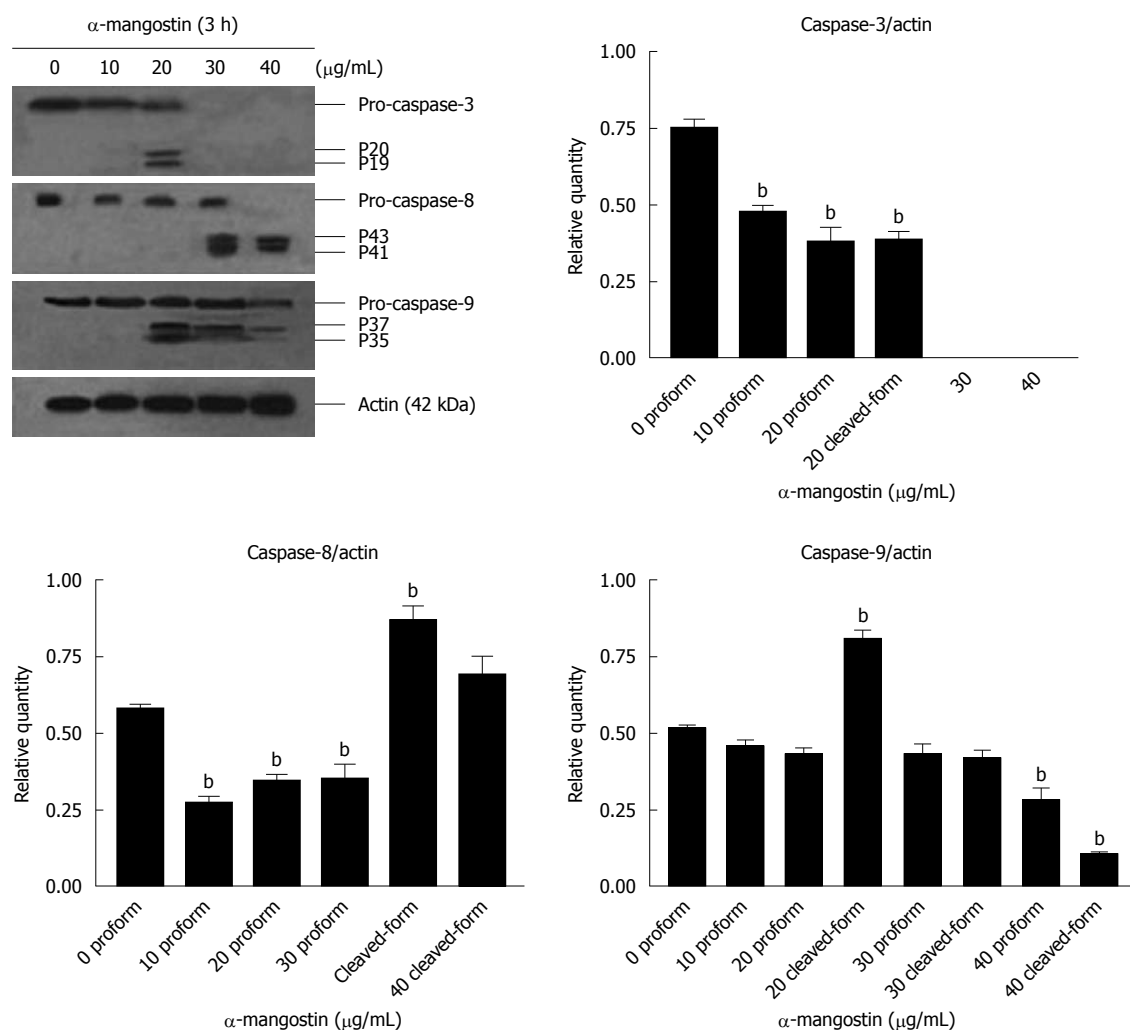 α-mangostin (3 h)
0 10 20 30 40 (μg/mL)
Pro-caspase-3
P20
P19
Pro-caspase-8
P43
P41
Pro-caspase-9
P37
P35
Actin (42 kDa)
Caspase-3/actin
1.00
0.75
0.50
0.25
0.00
Relative quantity
b b b
0 proform
10 proform
20 proform
20 cleaved-form
30
40
α-mangostin (μg/mL)
Caspase-8/actin
1.00
0.75
0.50
0.25
0.00
Relative quantity
b b b b
0 proform
10 proform
20 proform
30 proform
Cleaved-form
40 cleaved-form
α-mangostin (μg/mL)
Caspase-9/actin
1.00
0.75
0.50
0.25
0.00
Relative quantity
b b b
0 proform
10 proform
20 proform
20 cleaved-form
30 proform
30 cleaved-form
40 proform
40 cleaved-form
α-mangostin (μg/mL)